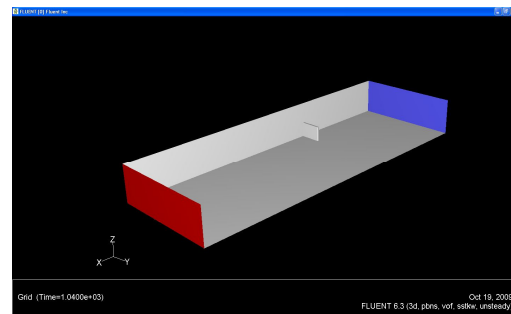 FLUENT [0] Fluent Inc
Z
X
Y
Grid (Time=1.0400e+03)
Oct 19, 2009
FLUENT 6.3 (3d, pbns, vof, sstkw, unsteady)